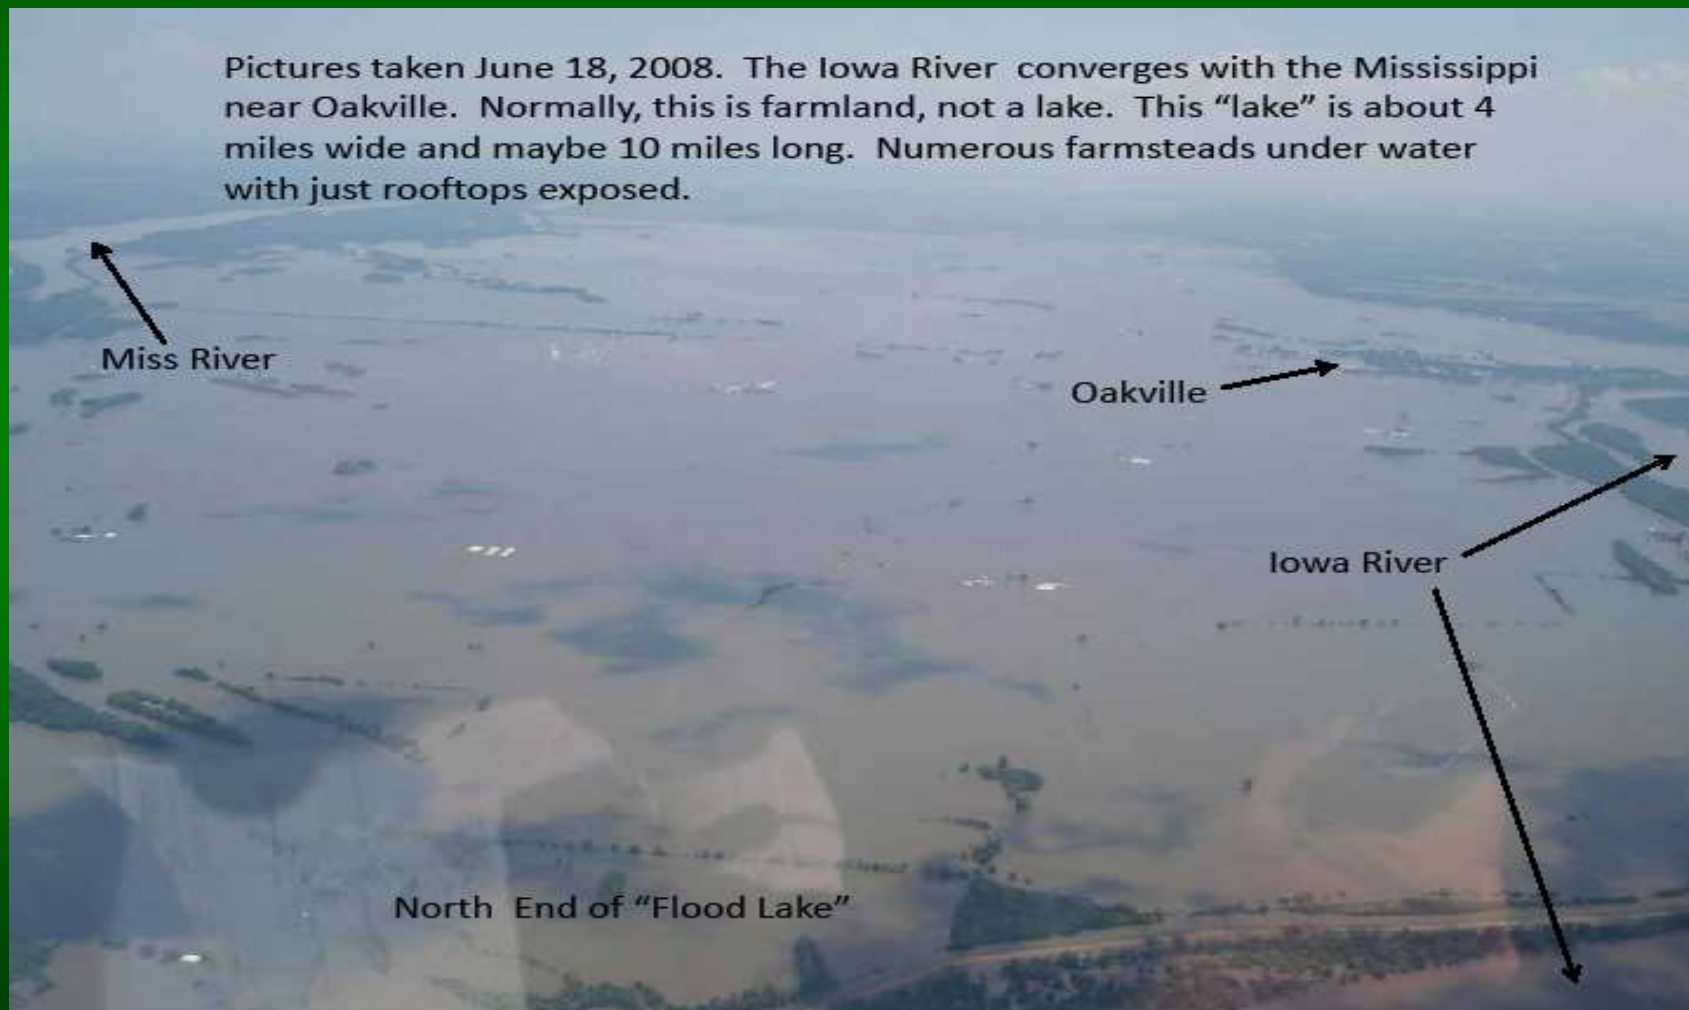 Pictures taken June 18, 2008. The Iowa River converges with the Mississippi
near Oakville. Normally, this is farmland, not a lake. This “lake” is about 4
miles wide and maybe 10 miles long. Numerous farmsteads under water
with just rooftops exposed.
Miss River
Oakville
Iowa River
North End of “Flood Lake”